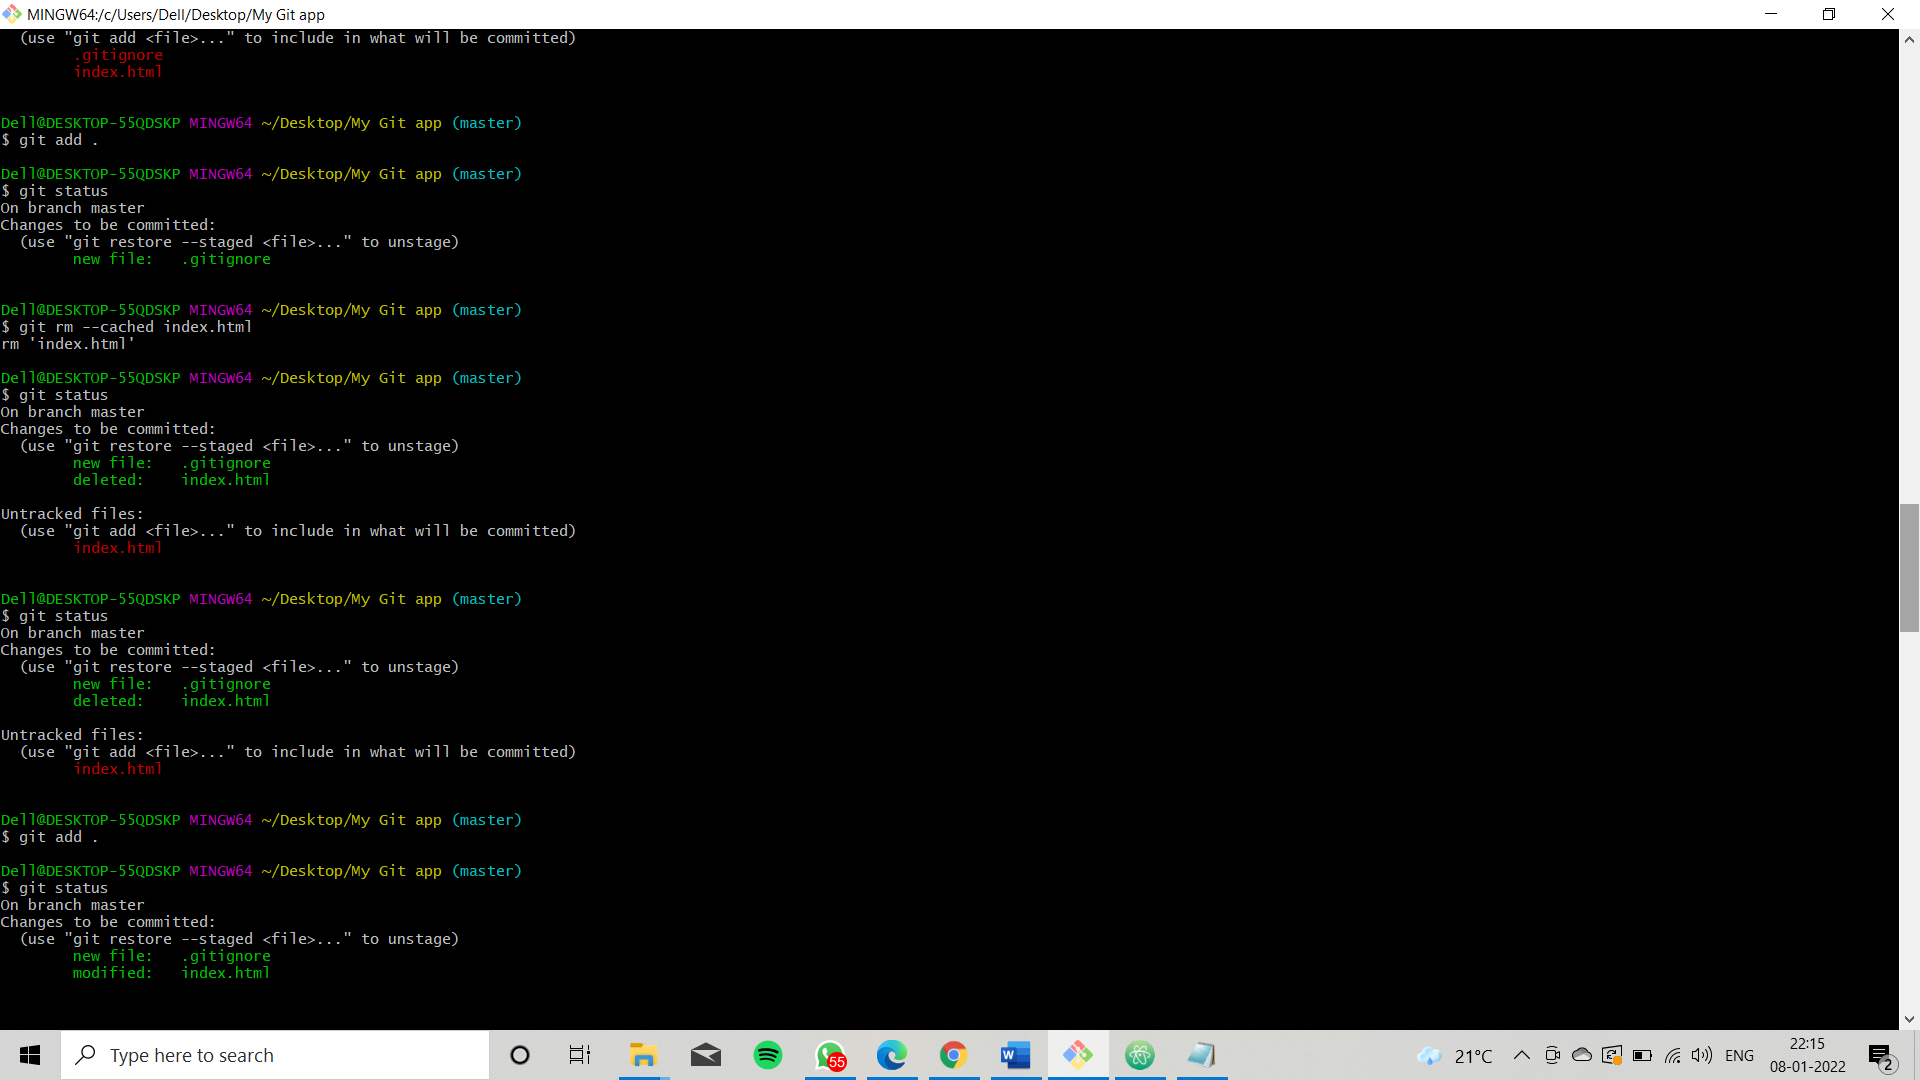 MINGW64:/c/Users/Dell/Desktop/My Git app
(use "git add <file>..." to include in what will be committed)
.gitignore
index.html
Dell@DESKTOP-55QDSKP MINGW64 ~/Desktop/My Git app (master)
$ git add .
Dell@DESKTOP-55QDSKP MINGW64 ~/Desktop/My Git app (master)
$ git status
On branch master
Changes to be committed:
(use "git restore --staged <file>..." to unstage)
new file:   .gitignore
Dell@DESKTOP-55QDSKP MINGW64 ~/Desktop/My Git app (master)
$ git rm --cached index.html
rm 'index.html'
Dell@DESKTOP-55QDSKP MINGW64 ~/Desktop/My Git app (master)
$ git status
On branch master
Changes to be committed:
(use "git restore --staged <file>..." to unstage)
new file:   .gitignore
deleted:    index.html
Untracked files:
(use "git add <file>..." to include in what will be committed)
index.html
Dell@DESKTOP-55QDSKP MINGW64 ~/Desktop/My Git app (master)
$ git status
On branch master
Changes to be committed:
(use "git restore --staged <file>..." to unstage)
new file:   .gitignore
deleted:    index.html
Untracked files:
(use "git add <file>..." to include in what will be committed)
index.html
Dell@DESKTOP-55QDSKP MINGW64 ~/Desktop/My Git app (master)
$ git add .
Dell@DESKTOP-55QDSKP MINGW64 ~/Desktop/My Git app (master)
$ git status
On branch master
Changes to be committed:
(use "git restore --staged <file>..." to unstage)
new file:   .gitignore
modified:   index.html
Type here to search
55
W
21°C
ENG
22:15
08-01-2022
2